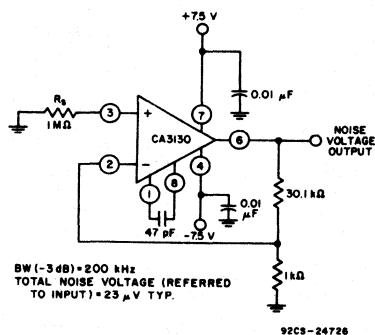 +7.5 V
0.01 µF
Rs
1MΩ
3
+
7
CA3130
6
NOISE
VOLTAGE
OUTPUT
2
−
4
1
8
47 pF
0.01
µF
-7.5 V
30.1 kΩ
1kΩ
BW (-3 dB) = 200 kHz
TOTAL NOISE VOLTAGE (REFERRED
TO INPUT) = 23 µV TYP.
92CS-24726